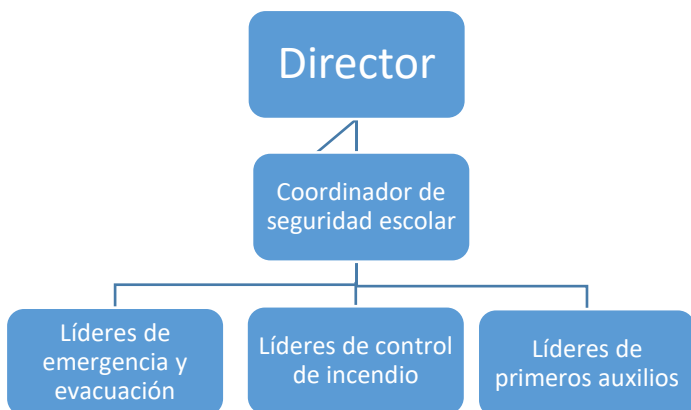 Director
Coordinador de
seguridad escolar
Líderes de
emergencia y
evacuación
Líderes de control
de incendio
Líderes de
primeros auxilios